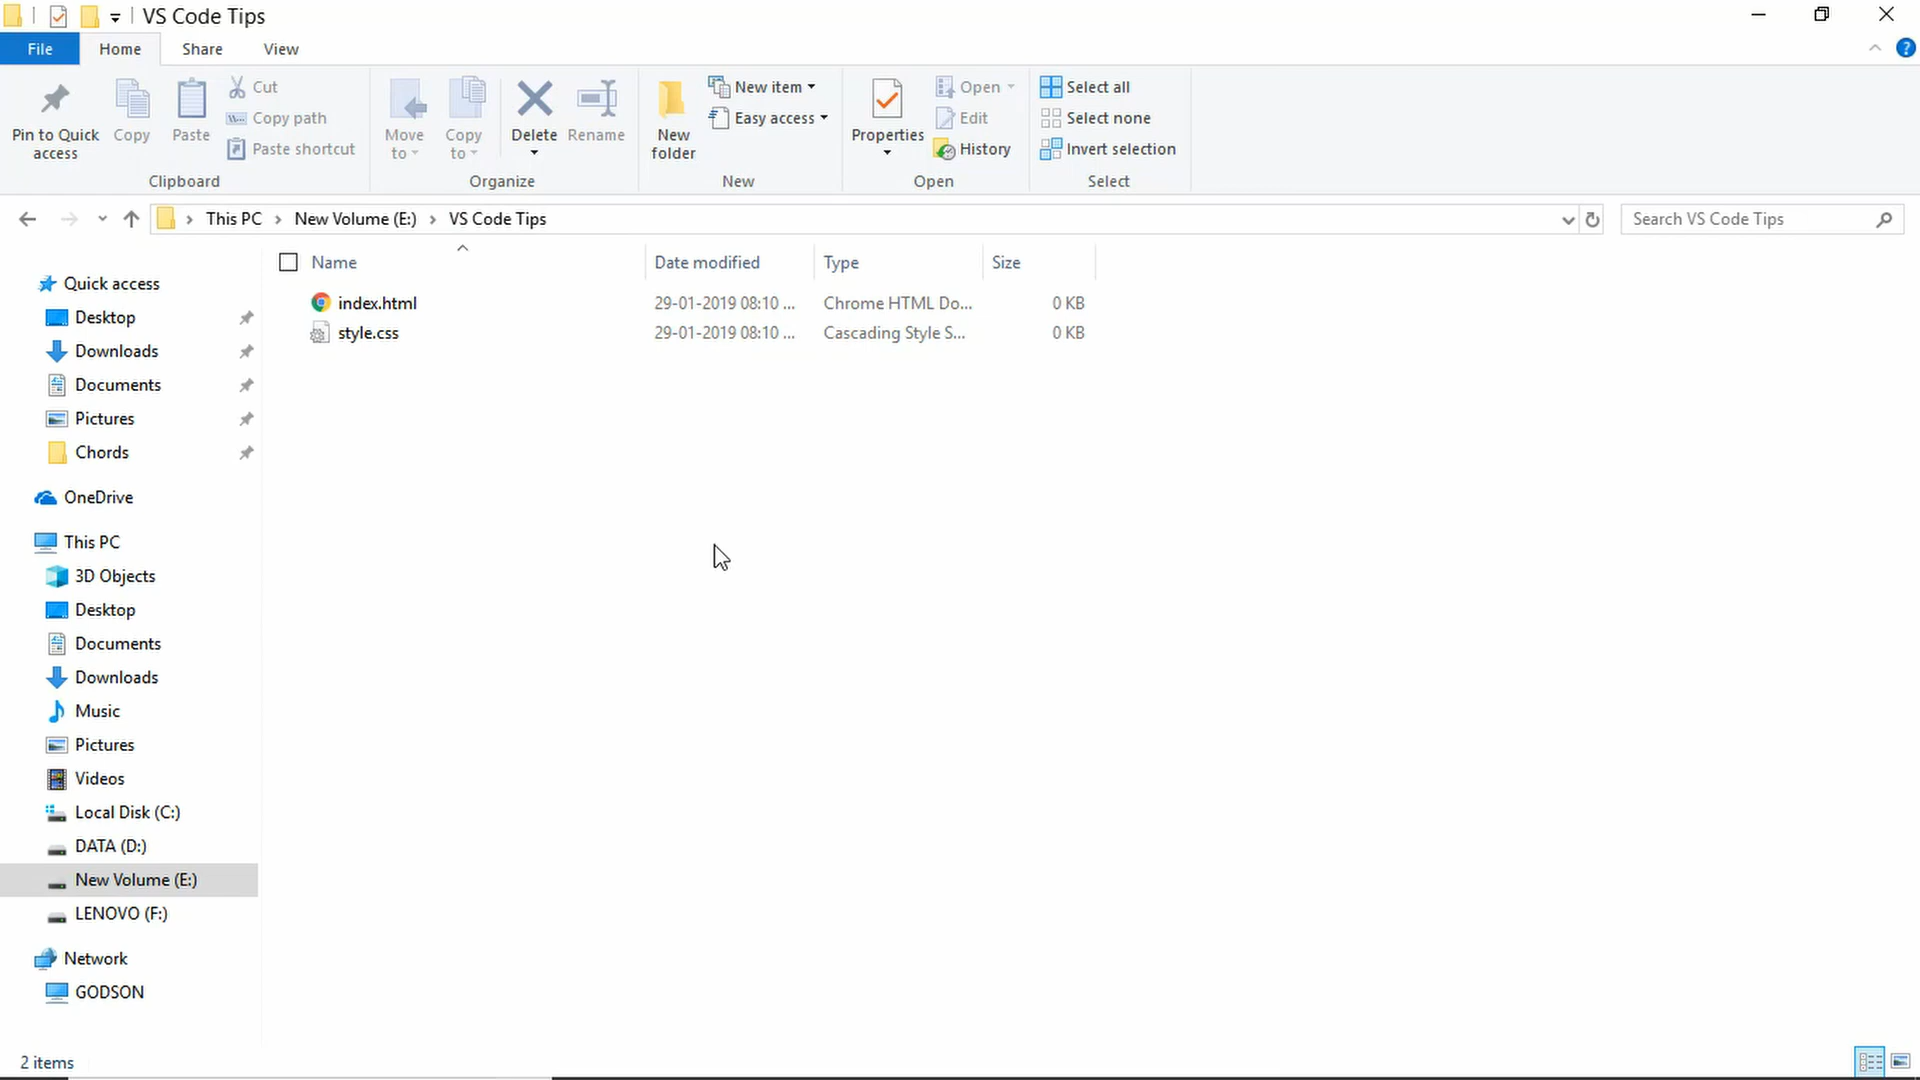 VS Code Tips
File Home Share View
Pin to Quick access
Copy
Paste
Cut
Copy path
Paste shortcut
Clipboard
Move to
Copy to
Delete
Rename
Organize
New folder
New item
Easy access
New
Properties
Open
Edit
History
Open
Select all
Select none
Invert selection
Select
This PC New Volume (E:) VS Code Tips
Search VS Code Tips
Name Date modified Type Size
index.html 29-01-2019 08:10 ... Chrome HTML Do... 0 KB
style.css 29-01-2019 08:10 ... Cascading Style S... 0 KB
Quick access
Desktop
Downloads
Documents
Pictures
Chords
OneDrive
This PC
3D Objects
Desktop
Documents
Downloads
Music
Pictures
Videos
Local Disk (C:)
DATA (D:)
New Volume (E:)
LENOVO (F:)
Network
GODSON
2 items